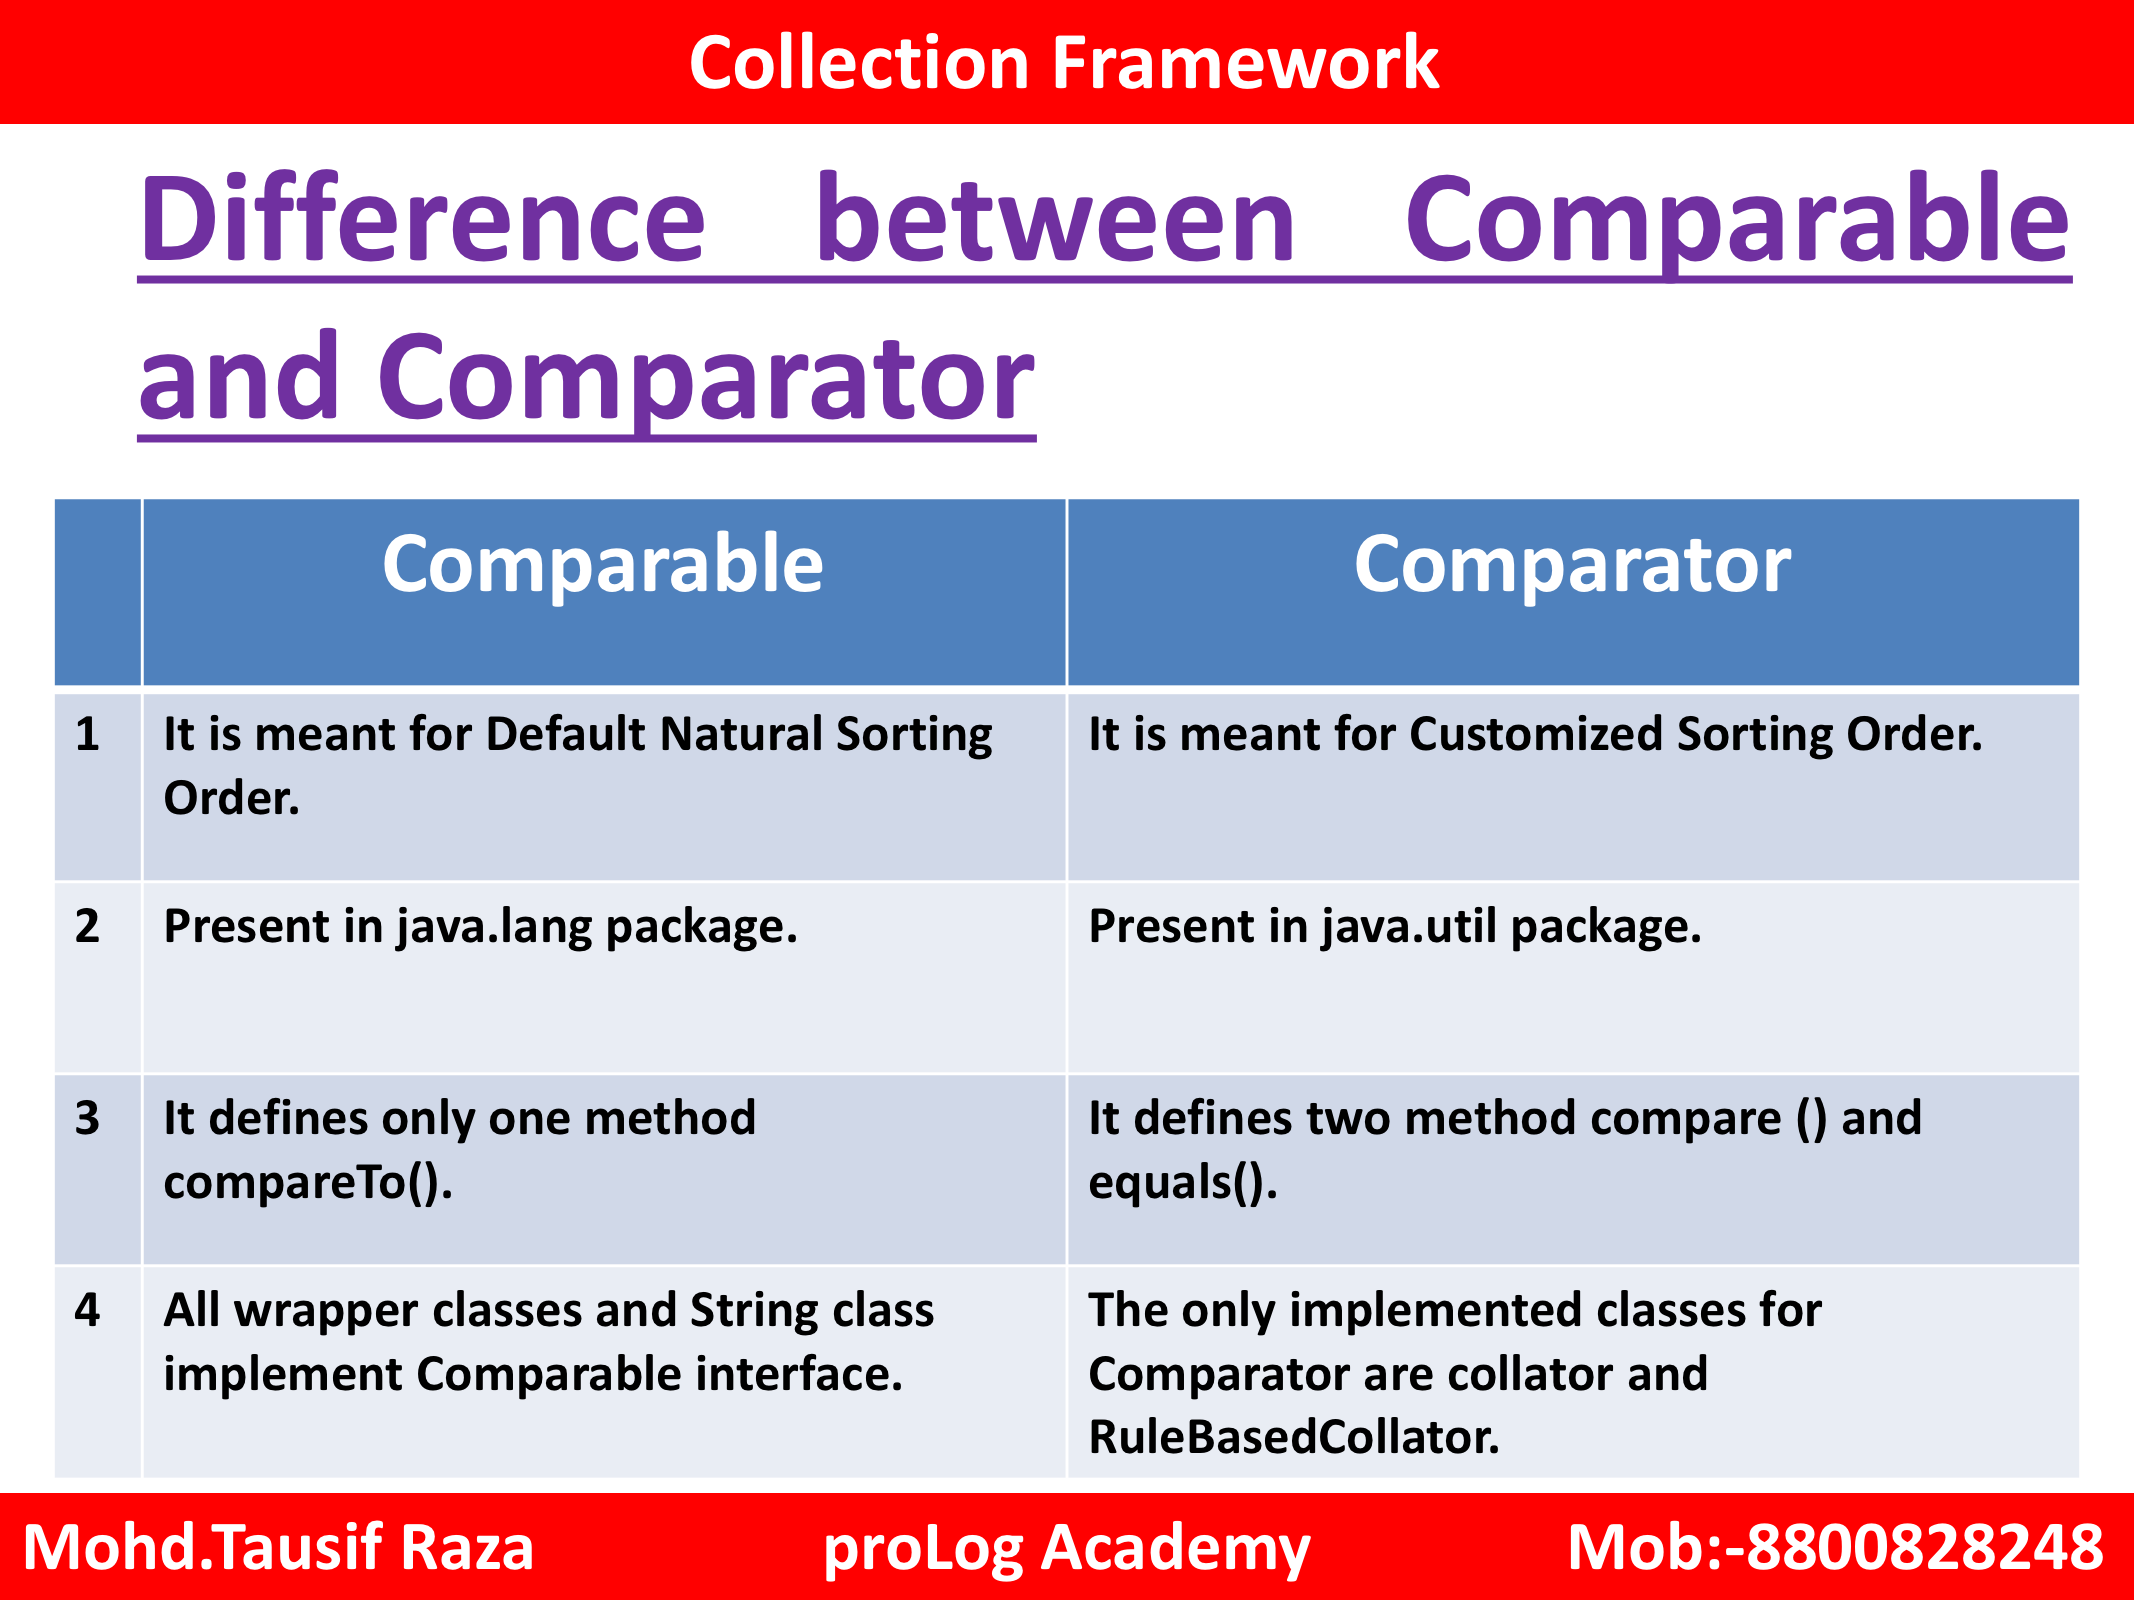 Collection Framework
Difference between Comparable
and Comparator
Comparable Comparator
1 It is meant for Default Natural Sorting
Order.
It is meant for Customized Sorting Order.
2 Present in java.lang package.
Present in java.util package.
3 It defines only one method
compareTo().
It defines two method compare () and
equals().
4 All wrapper classes and String class
implement Comparable interface.
The only implemented classes for
Comparator are collator and
RuleBasedCollator.
Mohd.Tausif Raza proLog Academy Mob:-8800828248